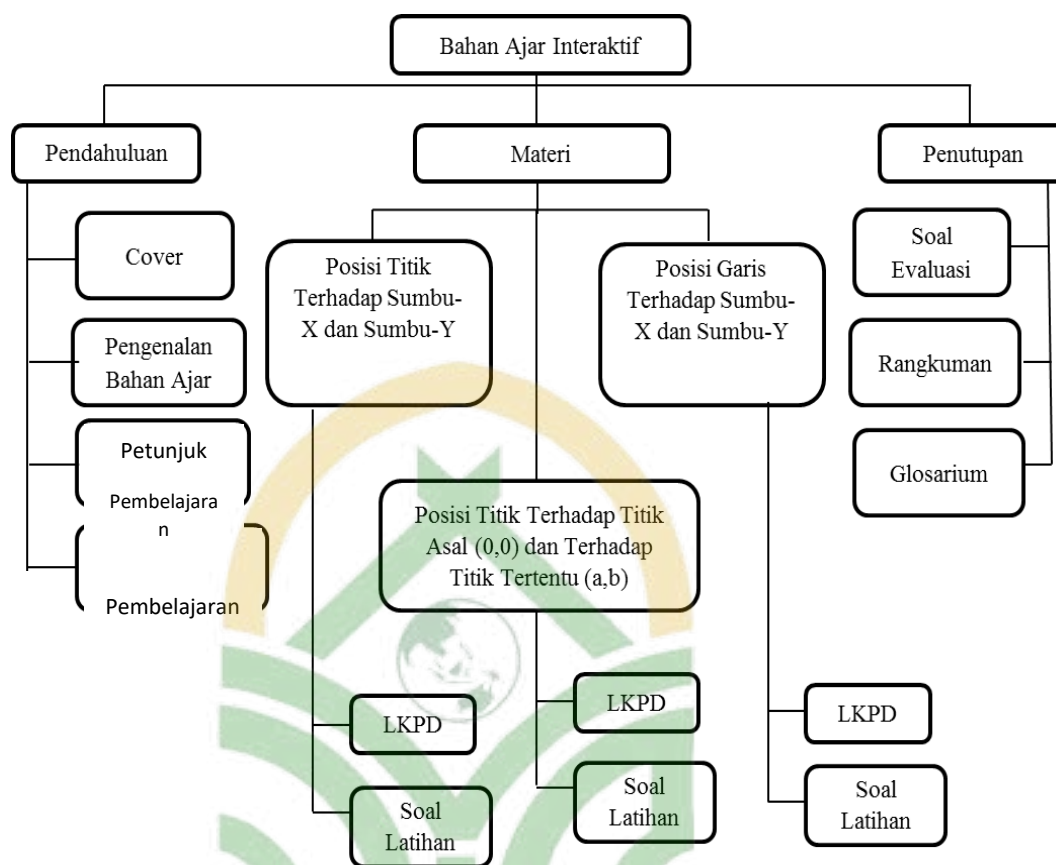 Bahan Ajar Interaktif
Pendahuluan
Materi
Penutupan
Cover
Pengenalan
Bahan Ajar
Petunjuk
Pembelajara
n
Pembelajaran
Posisi Titik
Terhadap Sumbu-
X dan Sumbu-Y
LKPD
Soal
Latihan
Posisi Titik Terhadap Titik
Asal (0,0) dan Terhadap
Titik Tertentu (a,b)
LKPD
Soal
Latihan
Posisi Garis
Terhadap Sumbu-
X dan Sumbu-Y
LKPD
Soal
Latihan
Soal
Evaluasi
Rangkuman
Glosarium